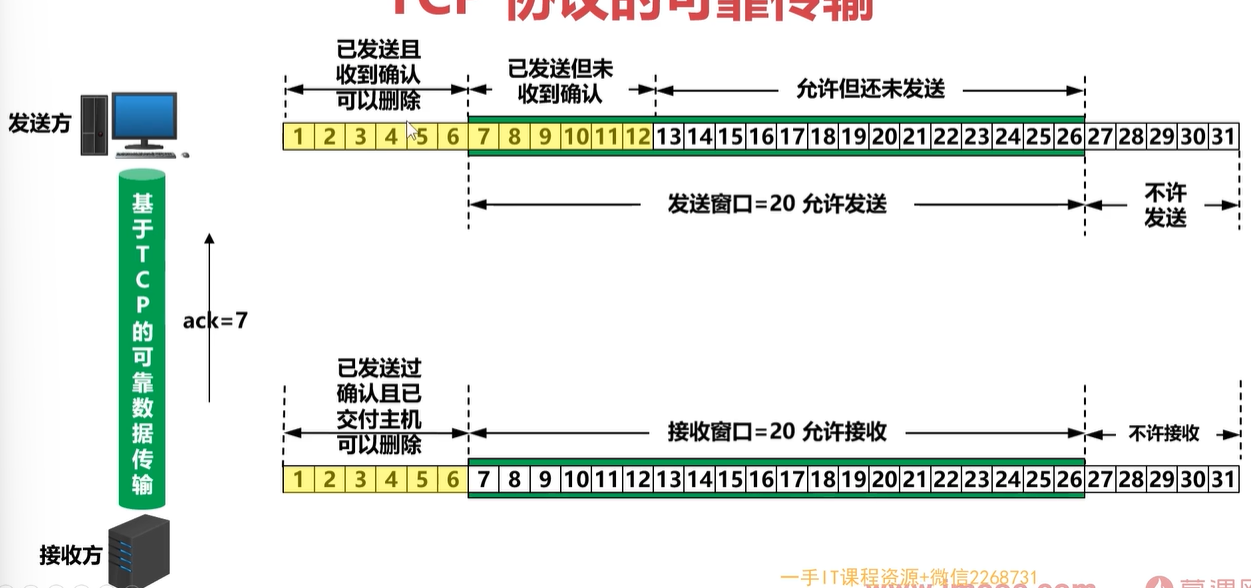 TCP 协议的可靠传输
已发送且
收到确认
可以删除
已发送但未
收到确认
允许但还未发送
发送方
1 2 3 4 5 6 7 8 9 10 11 12 13 14 15 16 17 18 19 20 21 22 23 24 25 26 27 28 29 30 31
发送窗口=20 允许发送
不许
发送
基于TCP的可靠数据传输
ack=7
已发送过
确认且已
交付主机
可以删除
接收窗口=20 允许接收
不许接收
1 2 3 4 5 6 7 8 9 10 11 12 13 14 15 16 17 18 19 20 21 22 23 24 25 26 27 28 29 30 31
接收方
一手IT课程资源+微信2268731